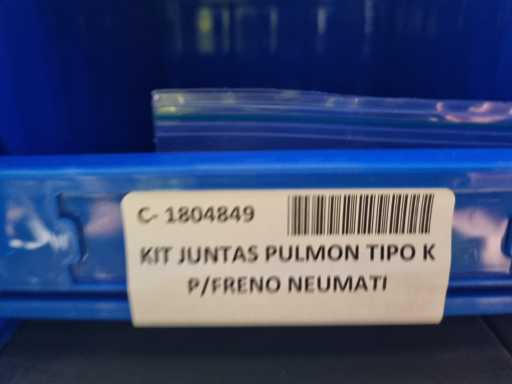 C- 1804849
KIT JUNTAS PULMON TIPO K
P/FRENO NEUMATI